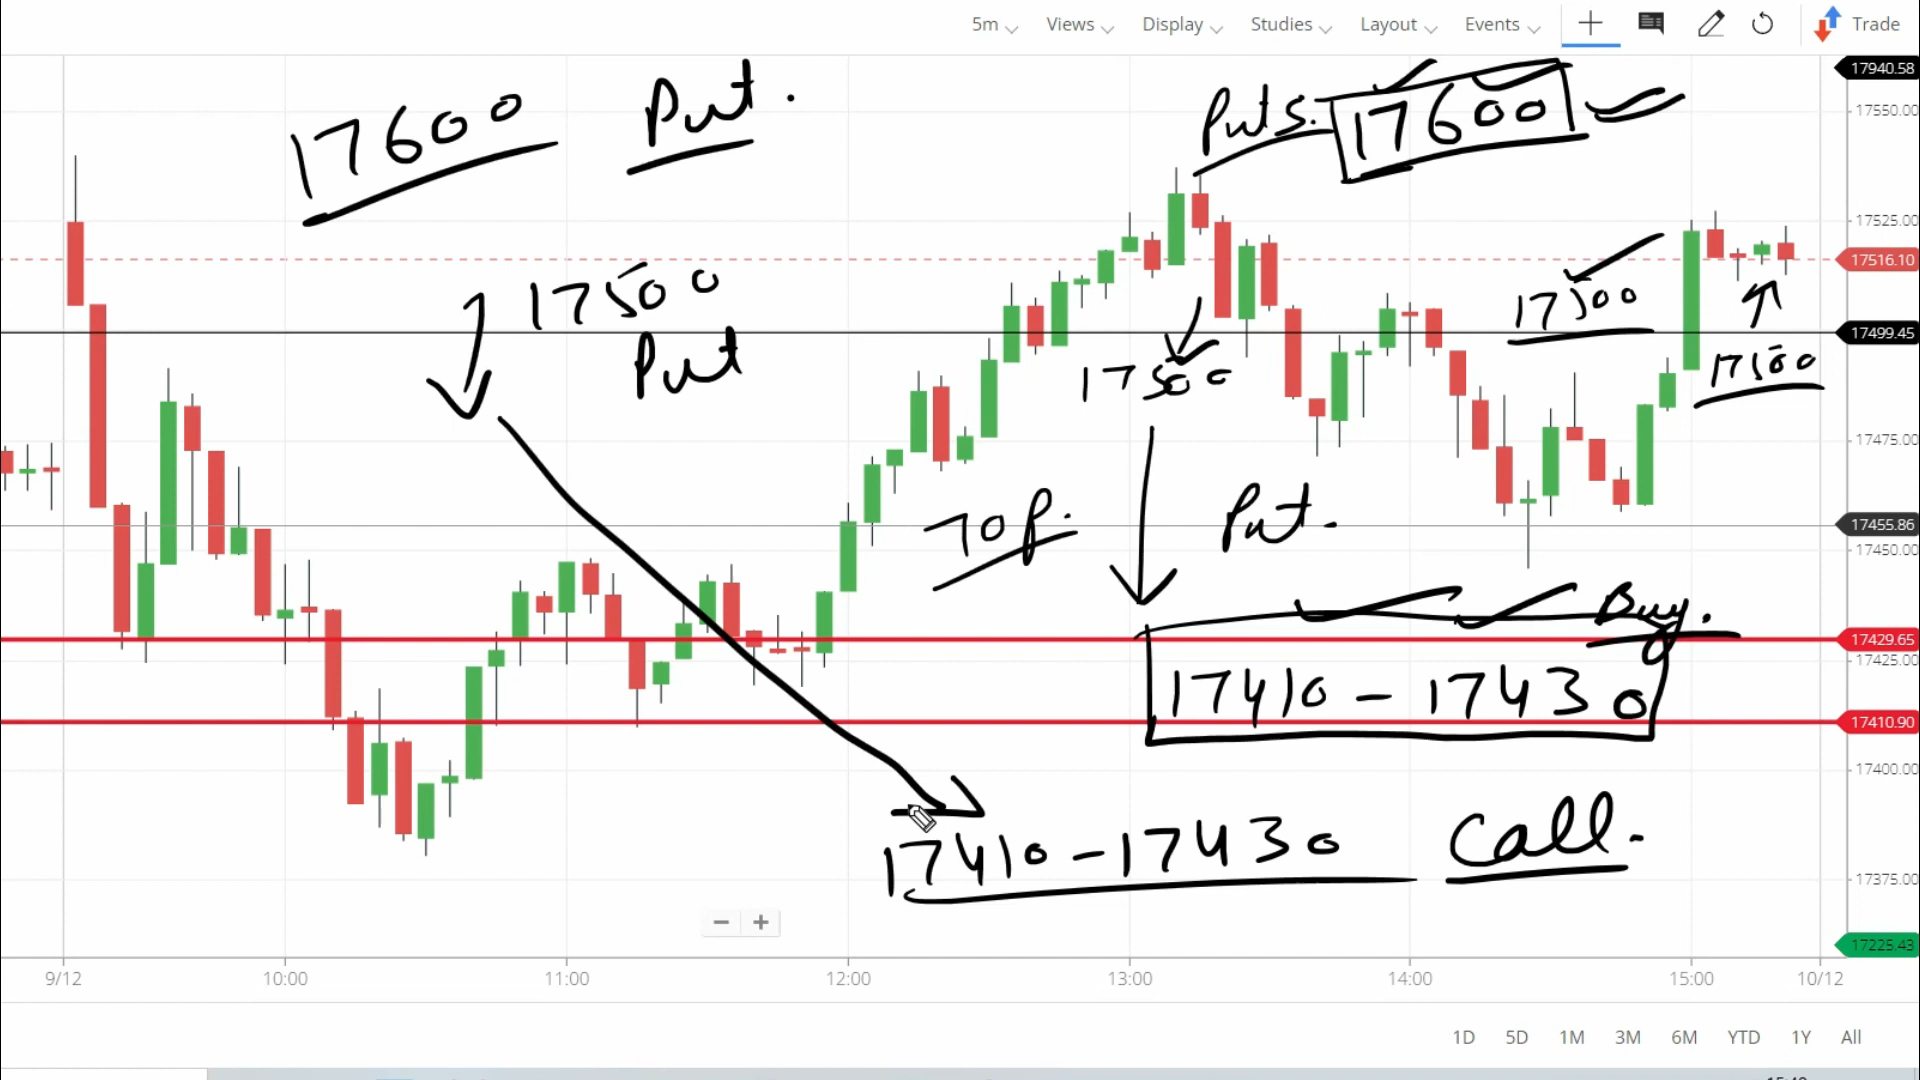 5m Views Display Studies Layout Events Trade
17940.58
17600 Put.
Puts. 17600
17550.00
17525.00
17516.10
17500
Put
17500
17499.45
17500
17500
17475.00
70p.
Put.
17455.86
17450.00
Buy.
17429.65
17425.00
17410 - 17430
17410.90
17400.00
17410 - 17430 Call.
17375.00
− +
17225.43
9/12 10:00 11:00 12:00 13:00 14:00 15:00 10/12
1D 5D 1M 3M 6M YTD 1Y All